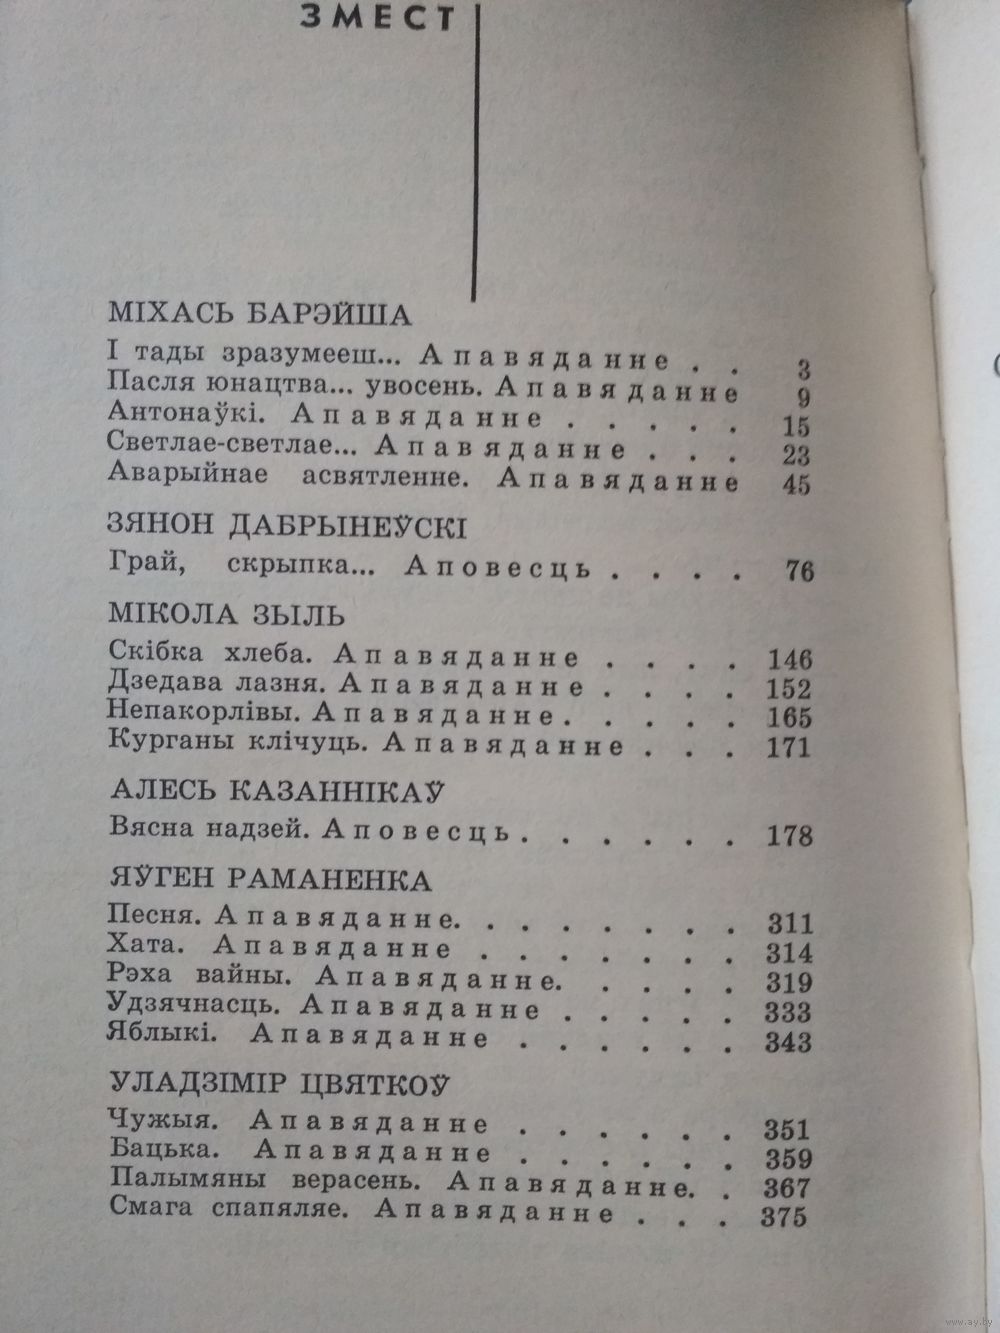 ЗМЕСТ
МІХАСЬ БАРЭЙША
І тады зразумееш... Апавяданне . . 3
Пасля юнацтва... увосень. Апавяданне 9
Антонаўкі. Апавяданне . . . . . 15
Светлае-светлае... Апавяданне . . . 23
Аварыйнае асвятленне. Апавяданне 45
ЗЯНОН ДАБРЫНЕЎСКІ
Грай, скрыпка... Аповесць . . . . 76
МІКОЛА ЗЫЛЬ
Скібка хлеба. Апавяданне . . . . 146
Дзедава лазня. Апавяданне . . . . 152
Непакорлівы. Апавяданне . . . . . 165
Курганы клічуць. Апавяданне . . . 171
АЛЕСЬ КАЗАННІКАЎ
Вясна надзей. Аповесць . . . . . . 178
ЯЎГЕН РАМАНЕНКА
Песня. Апавяданне. . . . . . . . 311
Хата. Апавяданне . . . . . . . 314
Рэха вайны. Апавяданне. . . . . 319
Удзячнасць. Апавяданне . . . . . 333
Яблыкі. Апавяданне . . . . . . 343
УЛАДЗІМІР ЦВЯТКОЎ
Чужыя. Апавяданне . . . . . . 351
Бацька. Апавяданне . . . . . . 359
Палымяны верасень. Апавяданне. . 367
Смага спапяляе. Апавяданне . . . 375
www.ay.by